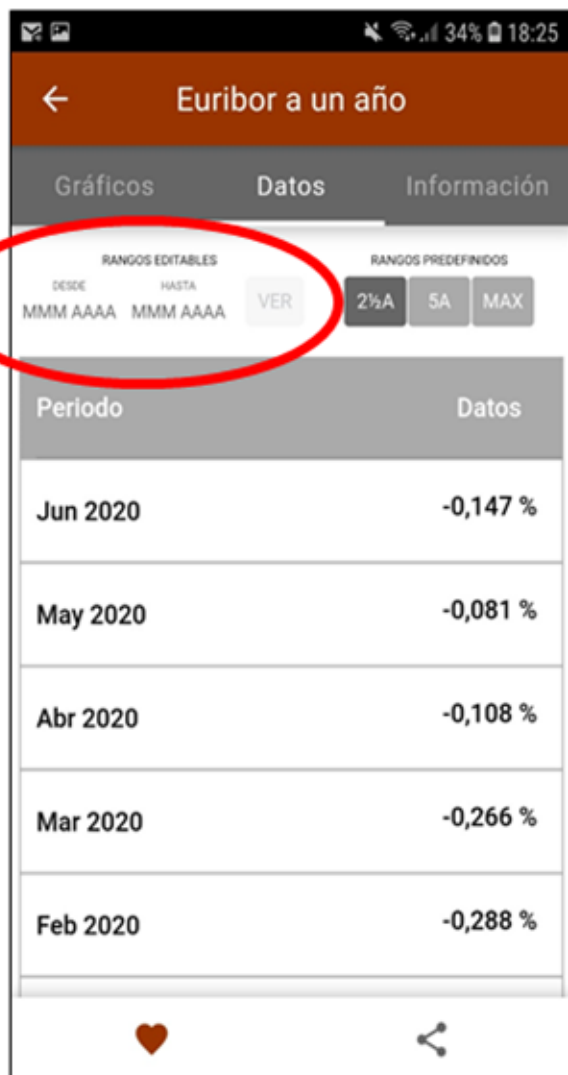 34% 18:25
Euribor a un año
Gráficos Datos Información
RANGOS EDITABLES RANGOS PREDEFINIDOS
DESDE HASTA
MMM AAAA MMM AAAA VER 2½A 5A MAX
Periodo Datos
Jun 2020 -0,147 %
May 2020 -0,081 %
Abr 2020 -0,108 %
Mar 2020 -0,266 %
Feb 2020 -0,288 %